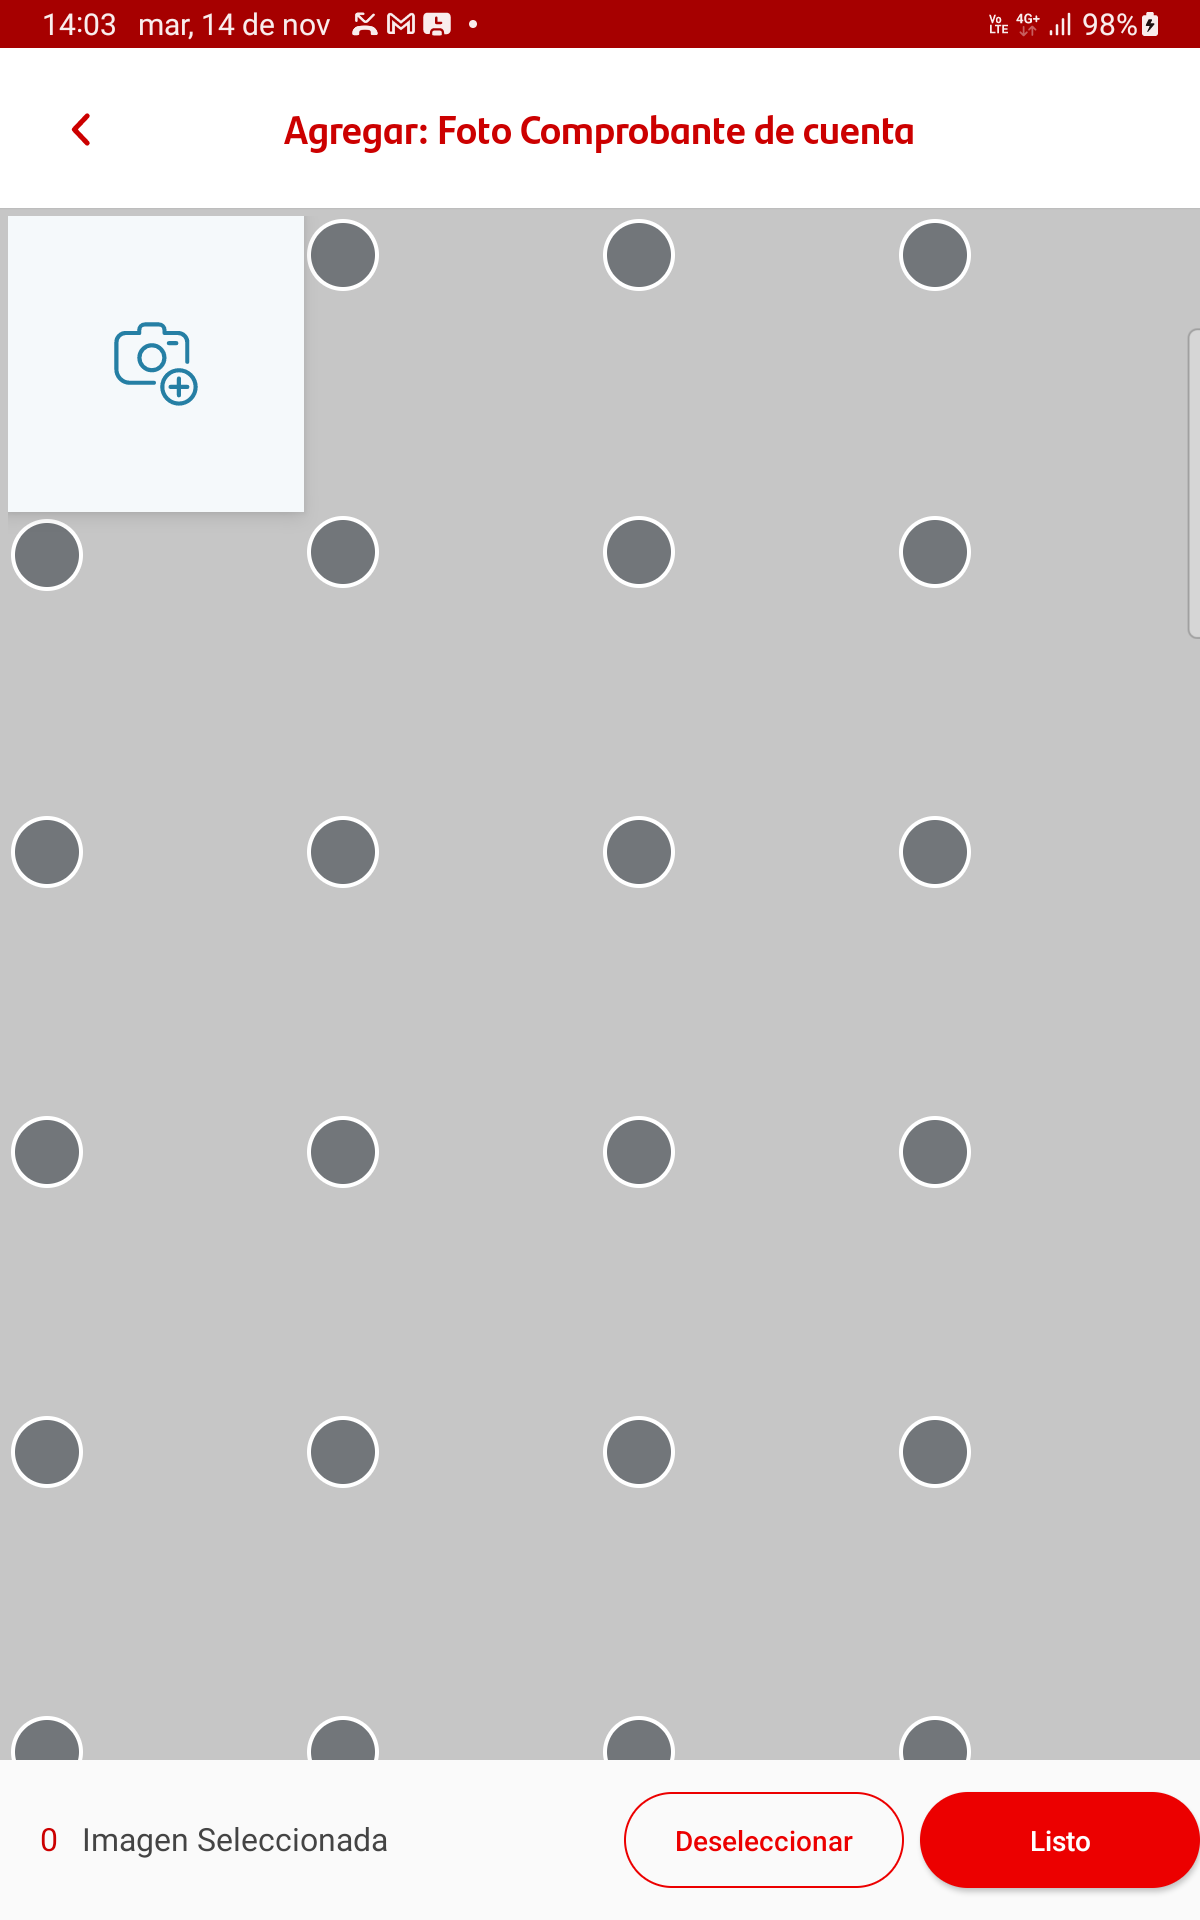 14:03 mar, 14 de nov Vo LTE 4G+ 98%
Agregar: Foto Comprobante de cuenta
0 Imagen Seleccionada Deseleccionar Listo